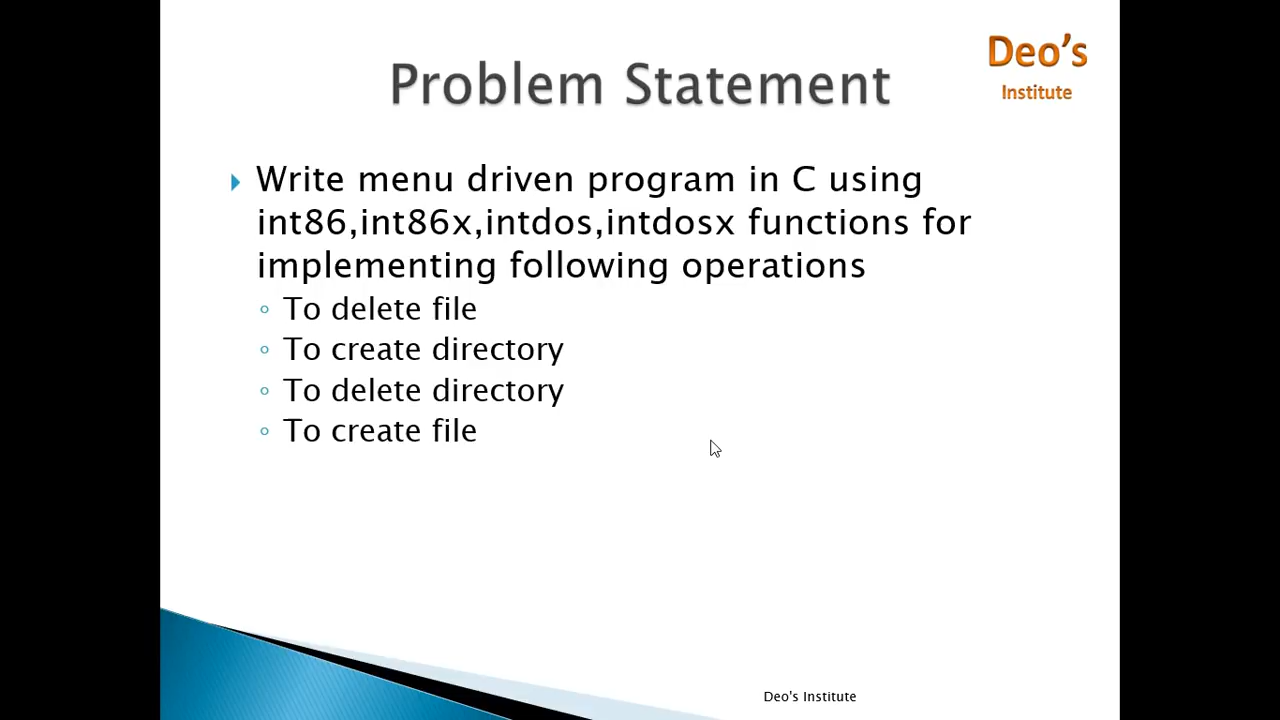 Deo's
Institute
Problem Statement
Write menu driven program in C using
int86,int86x,intdos,intdosx functions for
implementing following operations
To delete file
To create directory
To delete directory
To create file
Deo's Institute